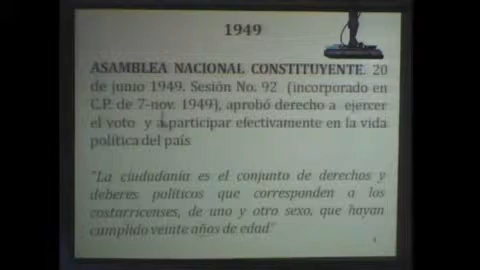 1949
ASAMBLEA NACIONAL CONSTITUYENTE. 20
de junio 1949. Sesión No. 92 (incorporado en
C.P. de 7-nov. 1949), aprobó derecho a ejercer
el voto y a participar efectivamente en la vida
política del país
"La ciudadanía es el conjunto de derechos y
deberes políticos que corresponden a los
costarricenses, de uno y otro sexo, que hayan
cumplido veinte años de edad"